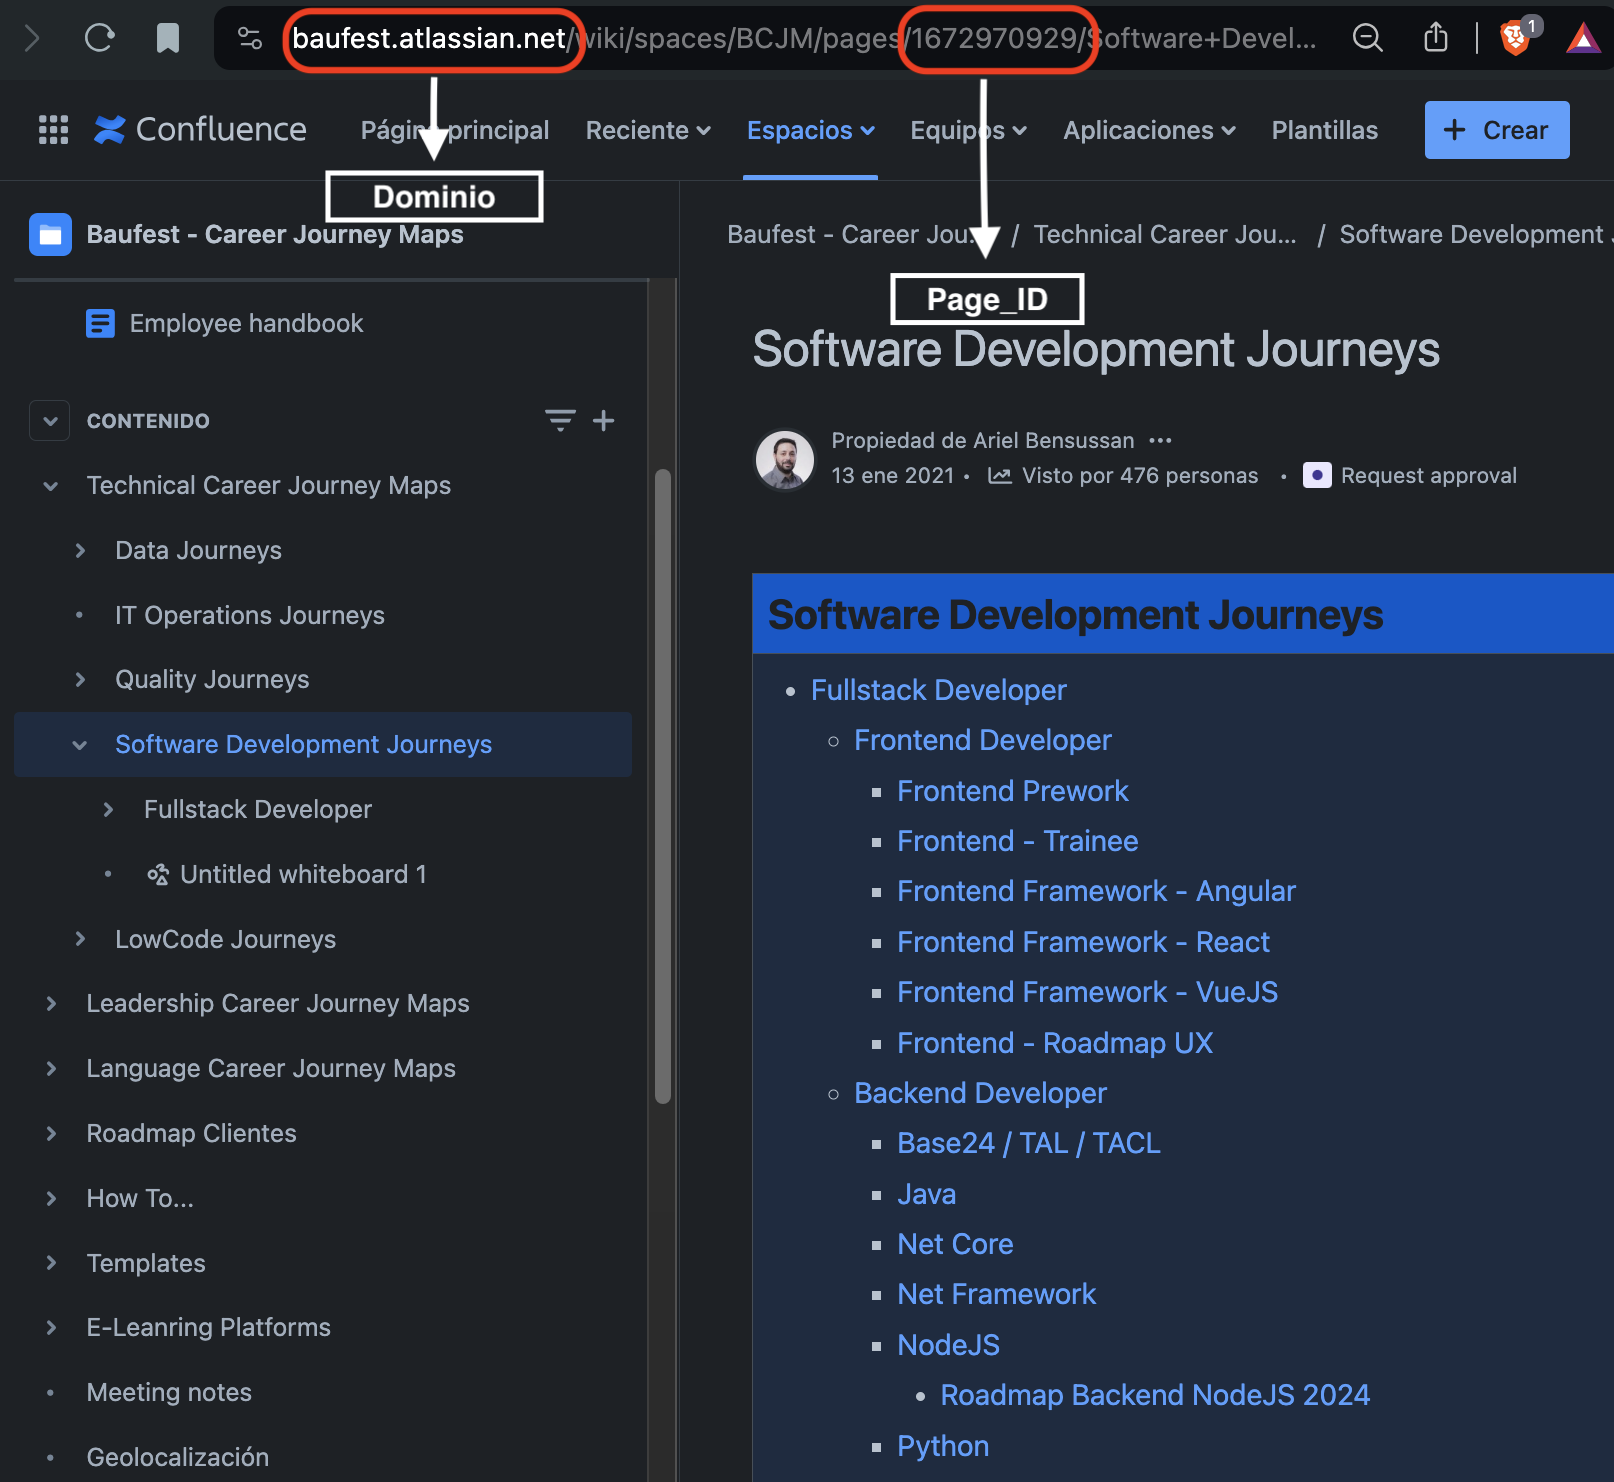 baufest.atlassian.net/wiki/spaces/BCJM/pages/1672970929/Software+Devel...
1
Confluence
Página principal
Reciente
Espacios
Equipos
Aplicaciones
Plantillas
+ Crear
Dominio
Baufest - Career Journey Maps
Baufest - Career Jou... / Technical Career Jou... / Software Development
Page_ID
Employee handbook
Software Development Journeys
CONTENIDO
Propiedad de Ariel Bensussan •••
13 ene 2021 • Visto por 476 personas • Request approval
Technical Career Journey Maps
Data Journeys
IT Operations Journeys
Quality Journeys
Software Development Journeys
Fullstack Developer
Untitled whiteboard 1
LowCode Journeys
Leadership Career Journey Maps
Language Career Journey Maps
Roadmap Clientes
How To...
Templates
E-Leanring Platforms
Meeting notes
Geolocalización
Software Development Journeys
Fullstack Developer
Frontend Developer
Frontend Prework
Frontend - Trainee
Frontend Framework - Angular
Frontend Framework - React
Frontend Framework - VueJS
Frontend - Roadmap UX
Backend Developer
Base24 / TAL / TACL
Java
Net Core
Net Framework
NodeJS
Roadmap Backend NodeJS 2024
Python